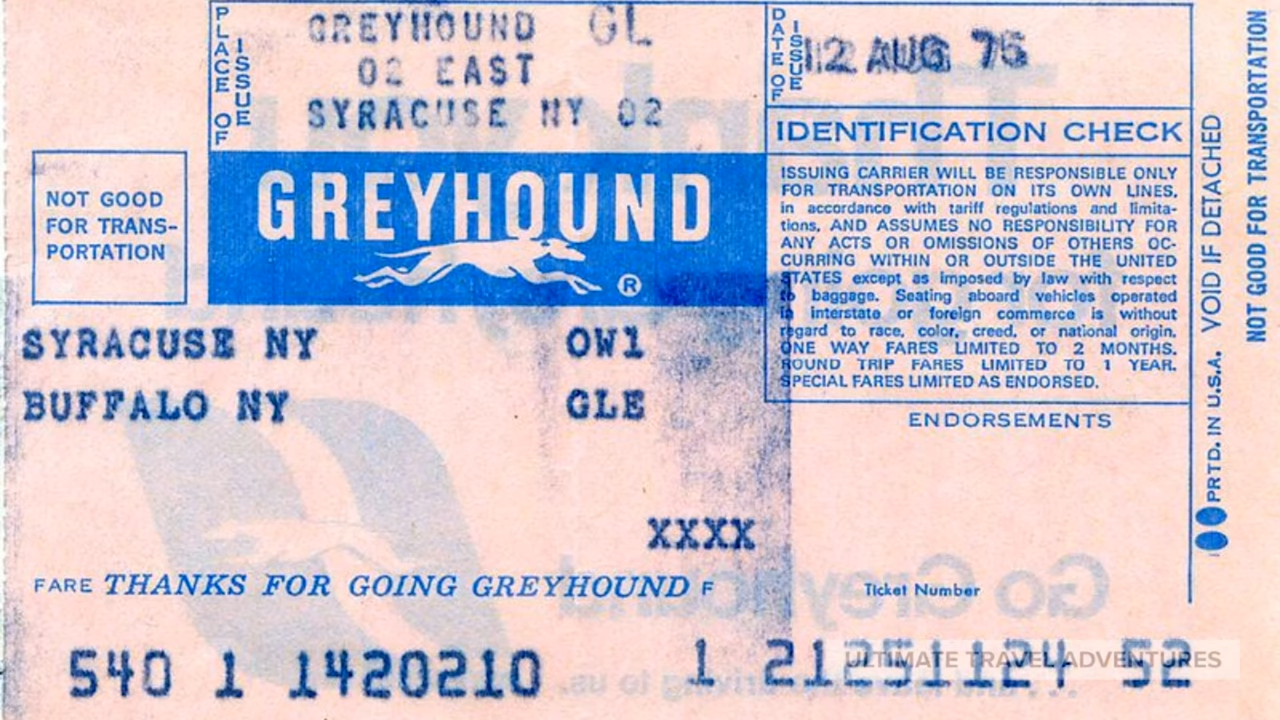 PLACE OF
ISSUE
GREYHOUND GL
02 EAST
SYRACUSE NY 02
DATE OF
ISSUE
12 AUG 75
IDENTIFICATION CHECK
NOT GOOD
FOR TRANS-
PORTATION
GREYHOUND
®
ISSUING CARRIER WILL BE RESPONSIBLE ONLY
FOR TRANSPORTATION ON ITS OWN LINES,
in accordance with tariff regulations and limita-
tions, AND ASSUMES NO RESPONSIBILITY FOR
ANY ACTS OR OMISSIONS OF OTHERS OC-
CURRING WITHIN OR OUTSIDE THE UNITED
STATES except as imposed by law with respect
to baggage. Seating aboard vehicles operated
in interstate or foreign commerce is without
regard to race, color, creed, or national origin.
ONE WAY FARES LIMITED TO 2 MONTHS.
ROUND TRIP FARES LIMITED TO 1 YEAR.
SPECIAL FARES LIMITED AS ENDORSED.
SYRACUSE NY OW1
BUFFALO NY GLE
ENDORSEMENTS
XXXX
FARE THANKS FOR GOING GREYHOUND F
Ticket Number
540 1 1420210 1 21251124 52
ULTIMATE TRAVEL ADVENTURES
PRTD. IN U.S.A. VOID IF DETACHED
NOT GOOD FOR TRANSPORTATION
Go Greyhound